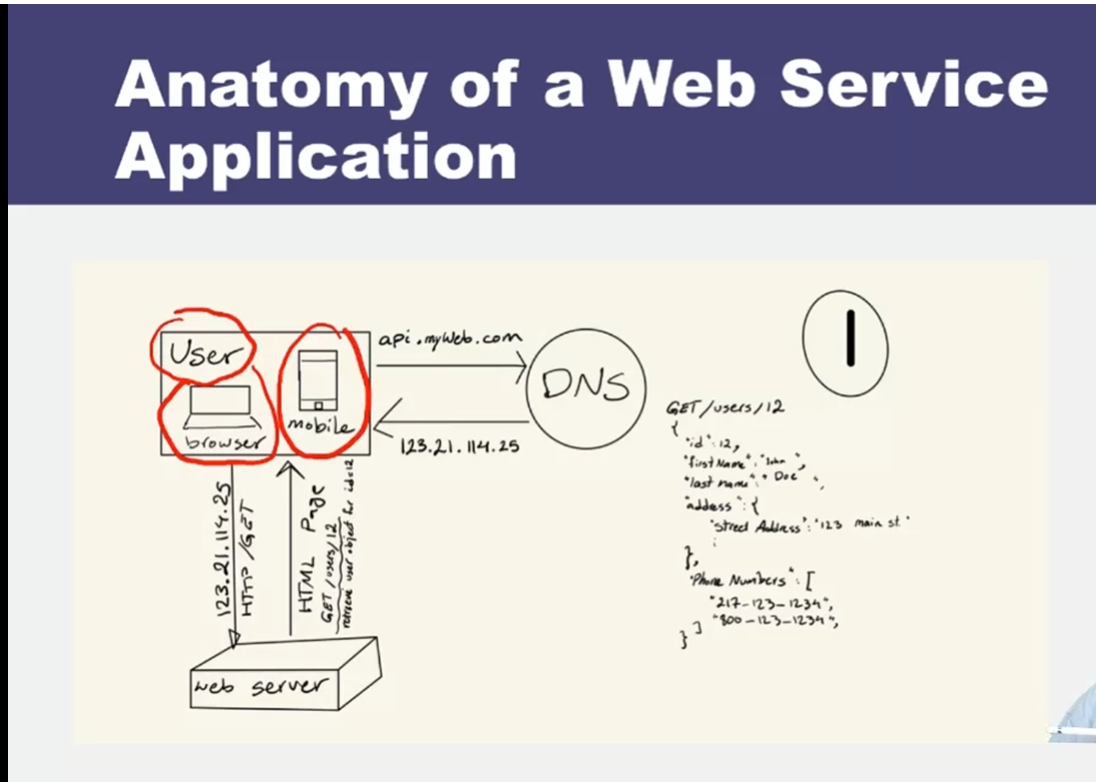 Anatomy of a Web Service
Application
User
browser
mobile
api.myWeb.com
DNS
123.21.114.25
123.21.114.25
HTTP/GET
HTML Page
GET /users/12
retrieve user object for id=12
web server
1
GET /users/12
{
"id": 12,
"first Name": "John",
"last name": "Doe",
"address": {
"Street Address": "123 main st."
:
},
"Phone Numbers": [
"217-123-1234",
"800-123-1234",
]
}